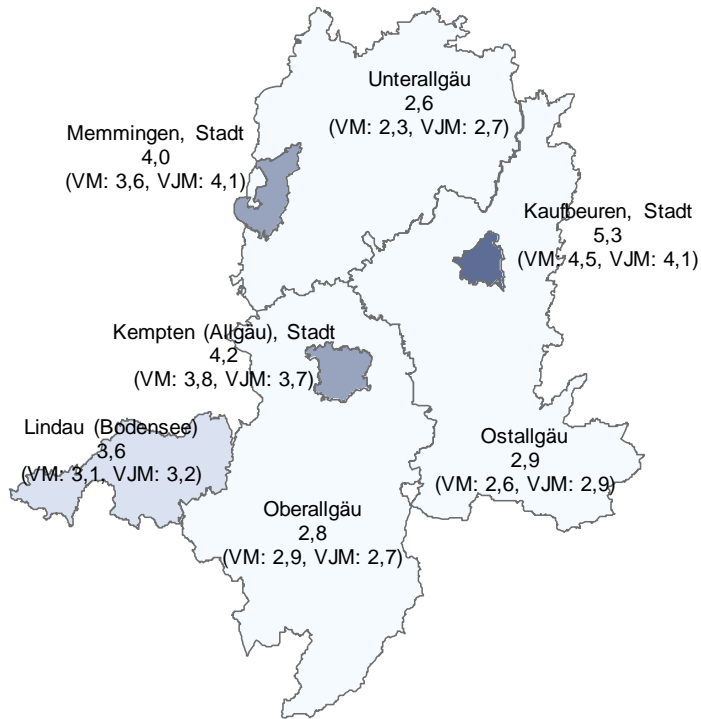 Unterallgäu
2,6
(VM: 2,3, VJM: 2,7)
Memmingen, Stadt
4,0
(VM: 3,6, VJM: 4,1)
Kaufbeuren, Stadt
5,3
(VM: 4,5, VJM: 4,1)
Kempten (Allgäu), Stadt
4,2
(VM: 3,8, VJM: 3,7)
Lindau (Bodensee)
3,6
(VM: 3,1, VJM: 3,2)
Ostallgäu
2,9
(VM: 2,6, VJM: 2,9)
Oberallgäu
2,8
(VM: 2,9, VJM: 2,7)